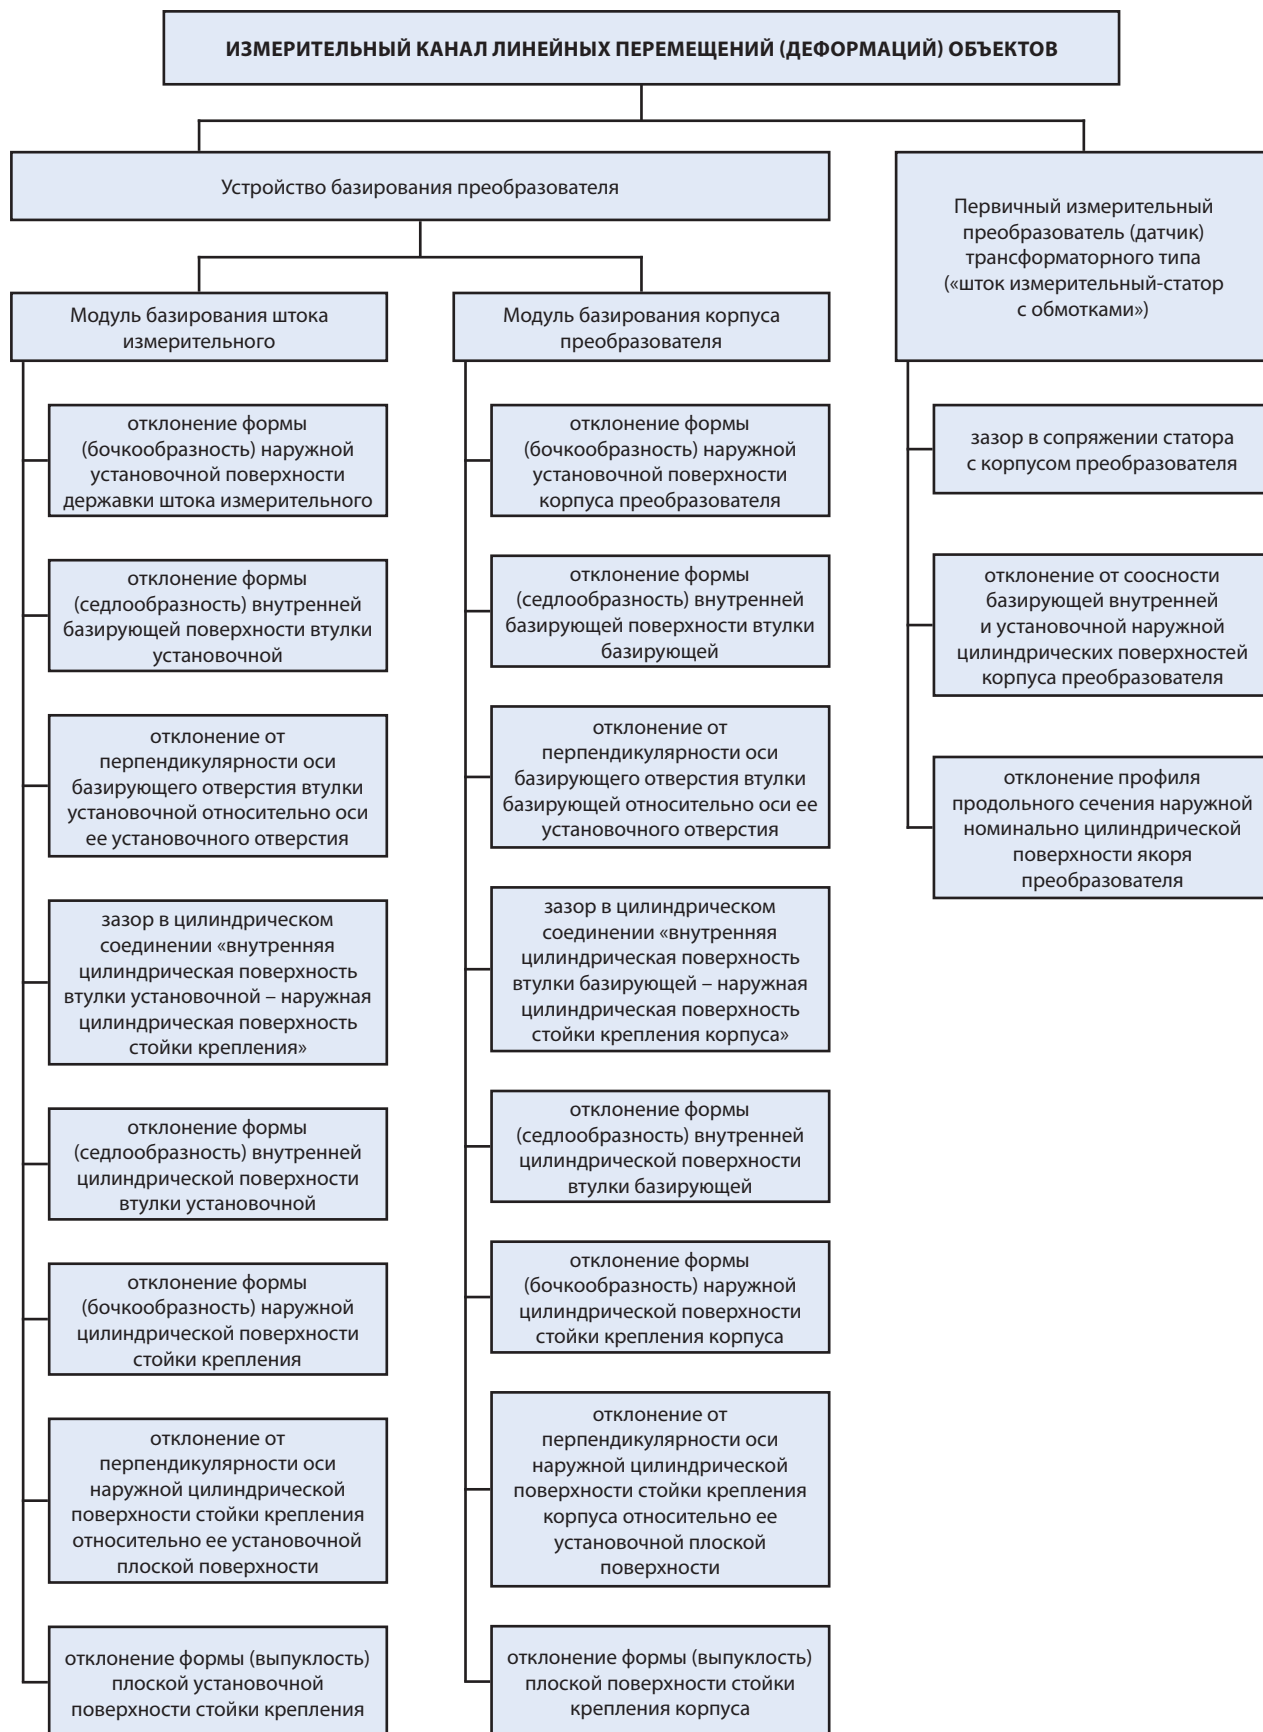 ИЗМЕРИТЕЛЬНЫЙ КАНАЛ ЛИНЕЙНЫХ ПЕРЕМЕЩЕНИЙ (ДЕФОРМАЦИЙ) ОБЪЕКТОВ
Устройство базирования преобразователя
Модуль базирования штока
измерительного
отклонение формы
(бочкообразность) наружной
установочной поверхности
державки штока измерительного
отклонение формы
(седлообразность) внутренней
базирующей поверхности втулки
установочной
отклонение от
перпендикулярности оси
базирующего отверстия втулки
установочной относительно оси
ее установочного отверстия
зазор в цилиндрическом
соединении «внутренняя
цилиндрическая поверхность
втулки установочной – наружная
цилиндрическая поверхность
стойки крепления»
отклонение формы
(седлообразность) внутренней
цилиндрической поверхности
втулки установочной
отклонение формы
(бочкообразность) наружной
цилиндрической поверхности
стойки крепления
отклонение от
перпендикулярности оси
наружной цилиндрической
поверхности стойки крепления
относительно ее установочной
плоской поверхности
отклонение формы (выпуклость)
плоской установочной
поверхности стойки крепления
Модуль базирования корпуса
преобразователя
отклонение формы
(бочкообразность) наружной
установочной поверхности
корпуса преобразователя
отклонение формы
(седлообразность) внутренней
базирующей поверхности втулки
базирующей
отклонение от
перпендикулярности оси
базирующего отверстия втулки
базирующей относительно оси ее
установочного отверстия
зазор в цилиндрическом
соединении «внутренняя
цилиндрическая поверхность
втулки базирующей – наружная
цилиндрическая поверхность
стойки крепления корпуса»
отклонение формы
(седлообразность) внутренней
цилиндрической поверхности
втулки базирующей
отклонение формы
(бочкообразность) наружной
цилиндрической поверхности
стойки крепления корпуса
отклонение от
перпендикулярности оси
наружной цилиндрической
поверхности стойки крепления
корпуса относительно ее
установочной плоской
поверхности
отклонение формы (выпуклость)
плоской поверхности стойки
крепления корпуса
Первичный измерительный
преобразователь (датчик)
трансформаторного типа
(«шток измерительный-статор
с обмотками»)
зазор в сопряжении статора
с корпусом преобразователя
отклонение от соосности
базирующей внутренней
и установочной наружной
цилиндрических поверхностей
корпуса преобразователя
отклонение профиля
продольного сечения наружной
номинально цилиндрической
поверхности якоря
преобразователя